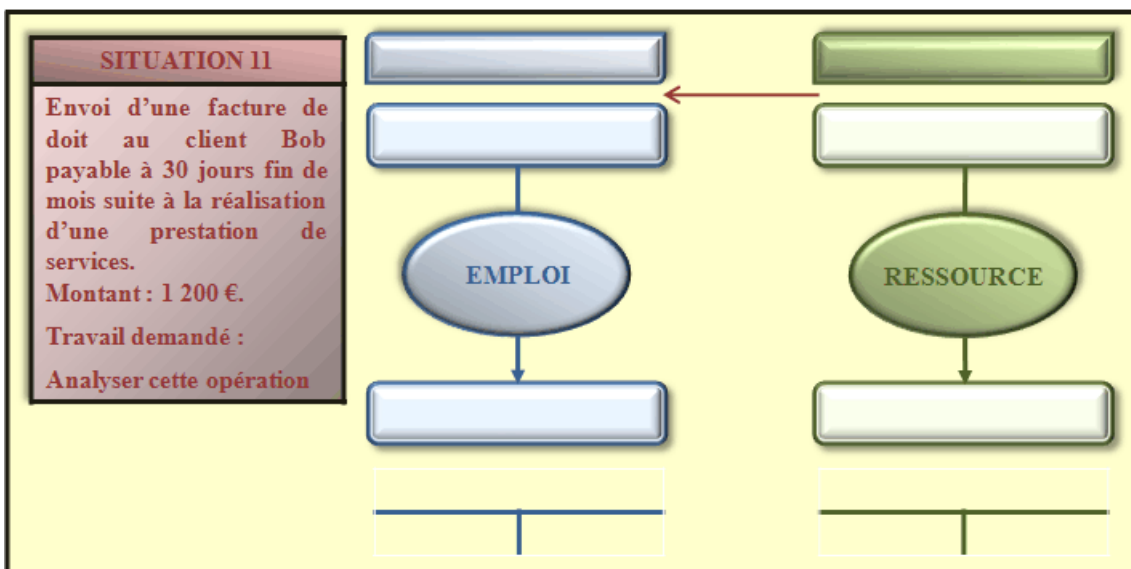 SITUATION 11
Envoi d'une facture de
doit au client Bob
payable à 30 jours fin de
mois suite à la réalisation
d'une prestation de
services.
Montant : 1 200 €.
Travail demandé :
Analyser cette opération
EMPLOI
RESSOURCE